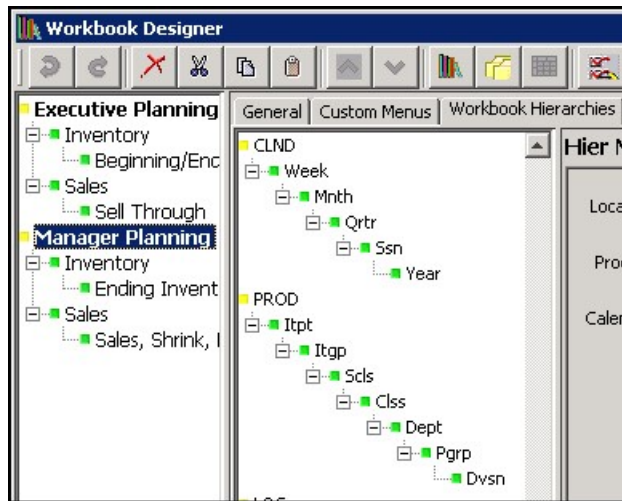 Workbook Designer
Executive Planning
Inventory
Beginning/Enc
Sales
Sell Through
Manager Planning
Inventory
Ending Invent
Sales
Sales, Shrink,
General
Custom Menus
Workbook Hierarchies
CLND
Week
Mnth
Qrtr
Ssn
Year
PROD
Itpt
Itgp
Scls
Clss
Dept
Pgrp
Dvsn
Hier
Loca
Prod
Caler